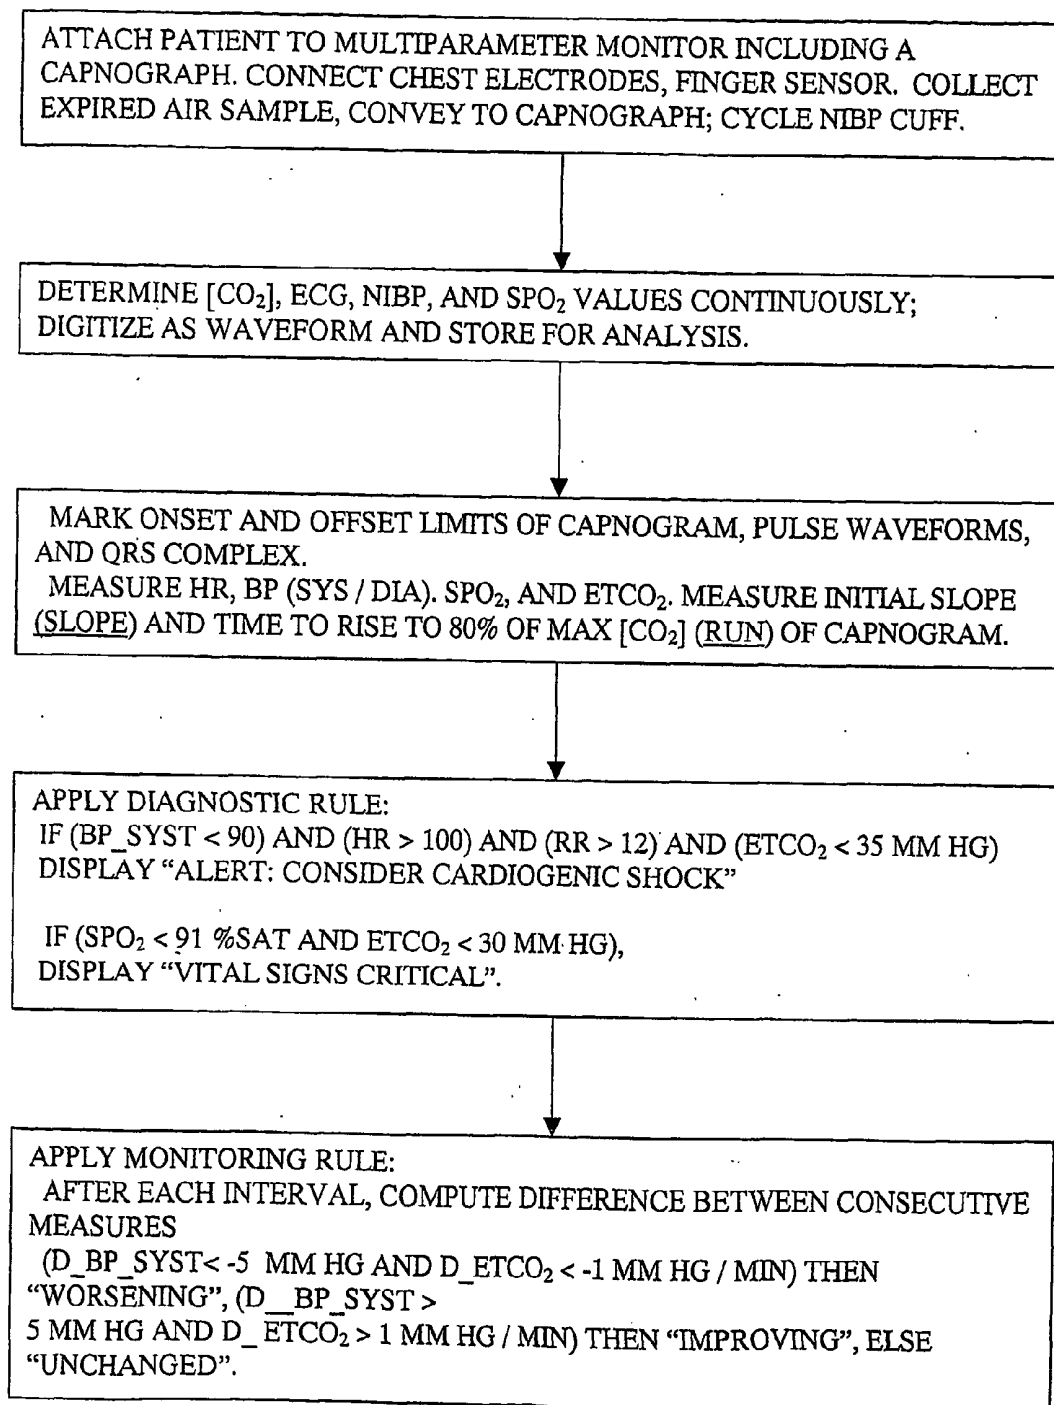 ATTACH PATIENT TO MULTIPARAMETER MONITOR INCLUDING A
CAPNOGRAPH. CONNECT CHEST ELECTRODES, FINGER SENSOR. COLLECT
EXPIRED AIR SAMPLE, CONVEY TO CAPNOGRAPH; CYCLE NIBP CUFF.
DETERMINE [CO₂], ECG, NIBP, AND SPO₂ VALUES CONTINUOUSLY;
DIGITIZE AS WAVEFORM AND STORE FOR ANALYSIS.
MARK ONSET AND OFFSET LIMITS OF CAPNOGRAM, PULSE WAVEFORMS,
AND QRS COMPLEX.
MEASURE HR, BP (SYS / DIA). SPO₂, AND ETCO₂. MEASURE INITIAL SLOPE
(SLOPE) AND TIME TO RISE TO 80% OF MAX [CO₂] (RUN) OF CAPNOGRAM.
APPLY DIAGNOSTIC RULE:
IF (BP_SYST < 90) AND (HR > 100) AND (RR > 12) AND (ETCO₂ < 35 MM HG)
DISPLAY “ALERT: CONSIDER CARDIOGENIC SHOCK”
IF (SPO₂ < 91 %SAT AND ETCO₂ < 30 MM HG),
DISPLAY “VITAL SIGNS CRITICAL”.
APPLY MONITORING RULE:
AFTER EACH INTERVAL, COMPUTE DIFFERENCE BETWEEN CONSECUTIVE
MEASURES
(D_BP_SYST< -5 MM HG AND D_ETCO₂ < -1 MM HG / MIN) THEN
“WORSENING”, (D__BP_SYST >
5 MM HG AND D_ ETCO₂ > 1 MM HG / MIN) THEN “IMPROVING”, ELSE
“UNCHANGED”.